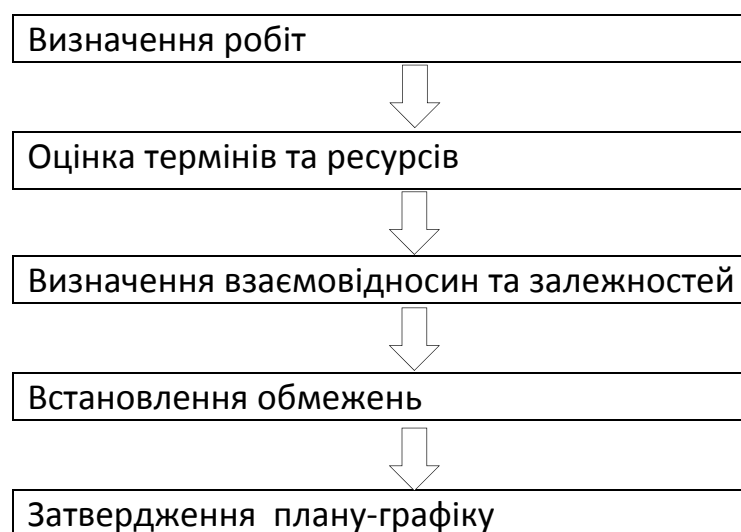 Визначення робіт
Оцінка термінів та ресурсів
Визначення взаємовідносин та залежностей
Встановлення обмежень
Затвердження плану-графіку